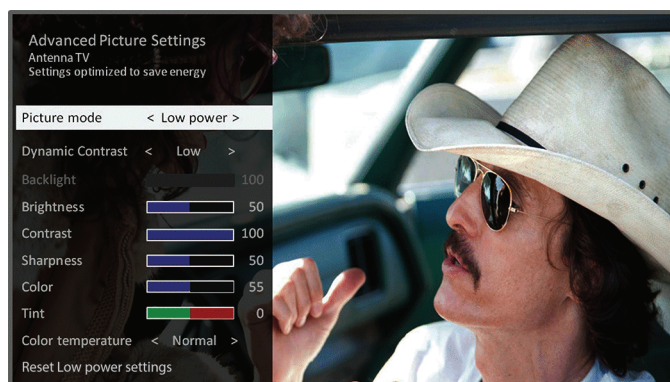 Advanced Picture Settings
Antenna TV
Settings optimized to save energy
Picture mode < Low power >
Dynamic Contrast < Low >
Backlight 100
Brightness 50
Contrast 100
Sharpness 50
Color 55
Tint 0
Color temperature < Normal >
Reset Low power settings